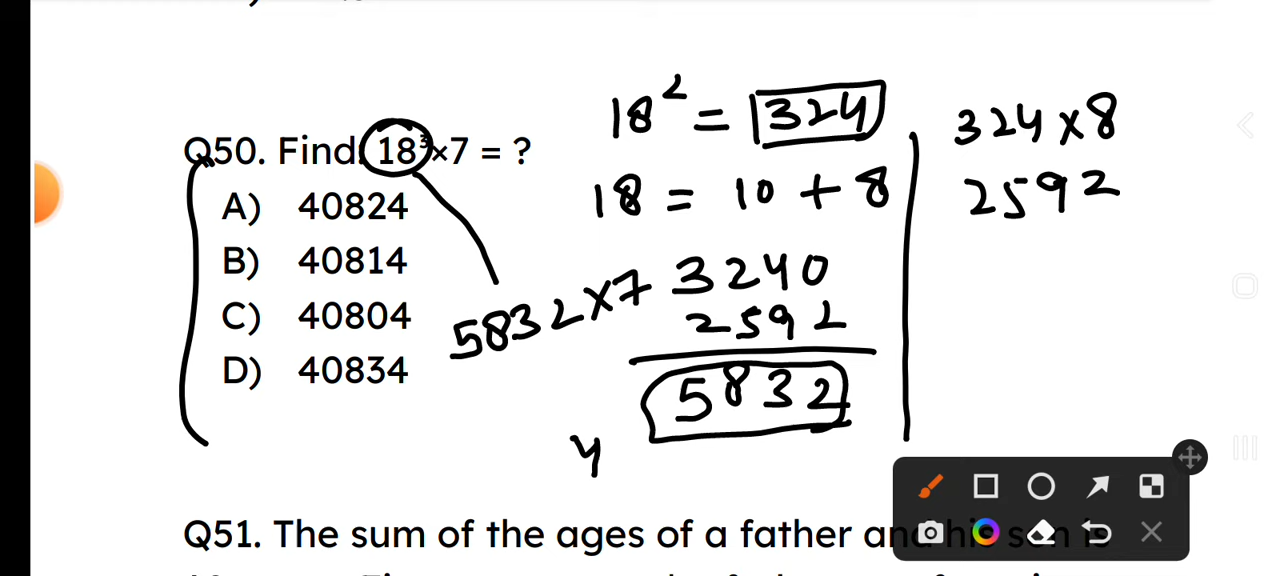 18² = 324
324×8
Q50. Find: 18³×7 = ?
18 = 10 + 8
2592
A) 40824
B) 40814
3240
5832×7
2592
C) 40804
D) 40834
5832
4
Q51. The sum of the ages of a father and his son is